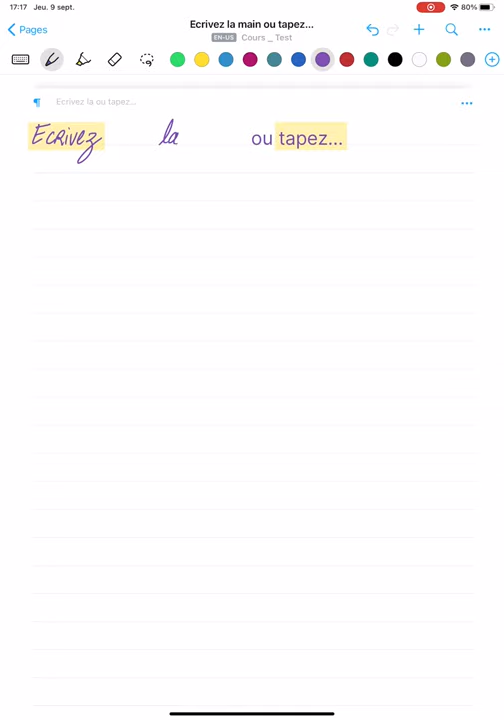 17:17 Jeu. 9 sept. 80%
Pages
Ecrivez la main ou tapez...
EN-US Cours _ Test
Ecrivez la ou tapez...
Ecrivez la ou tapez...